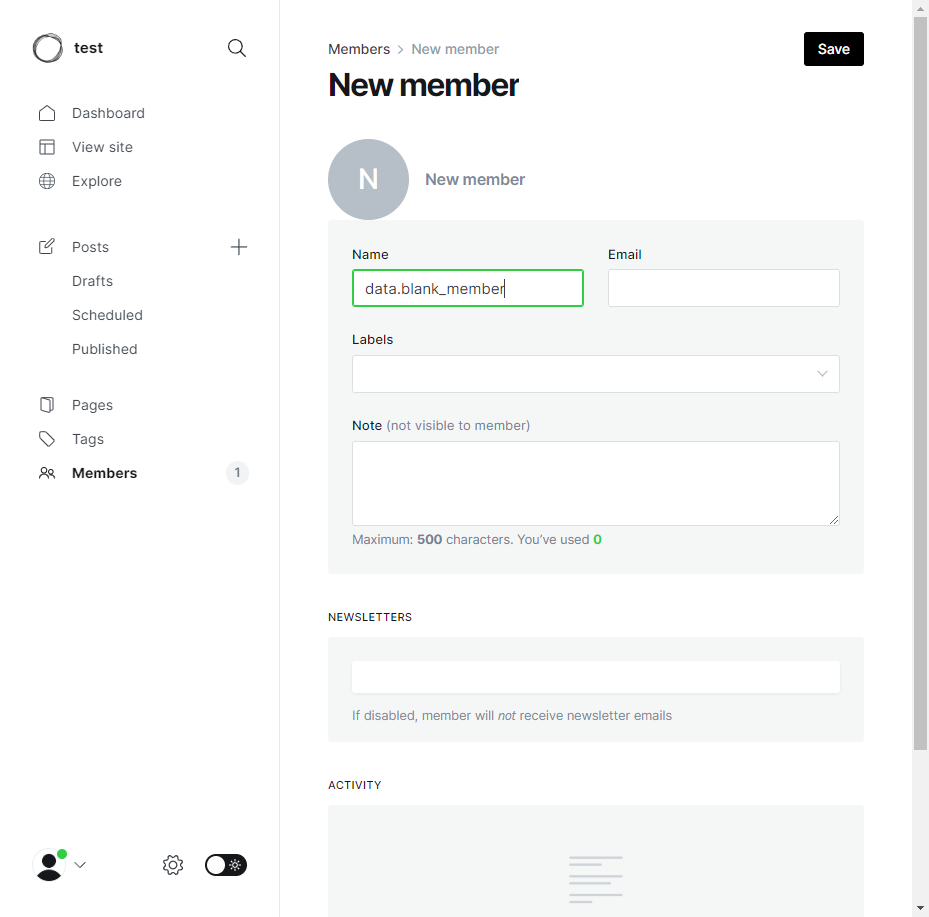 test
Dashboard
View site
Explore
Posts
Drafts
Scheduled
Published
Pages
Tags
Members 1
Members > New member
Save
New member
N New member
Name Email
data.blank_member
Labels
Note (not visible to member)
Maximum: 500 characters. You’ve used 0
NEWSLETTERS
If disabled, member will not receive newsletter emails
ACTIVITY